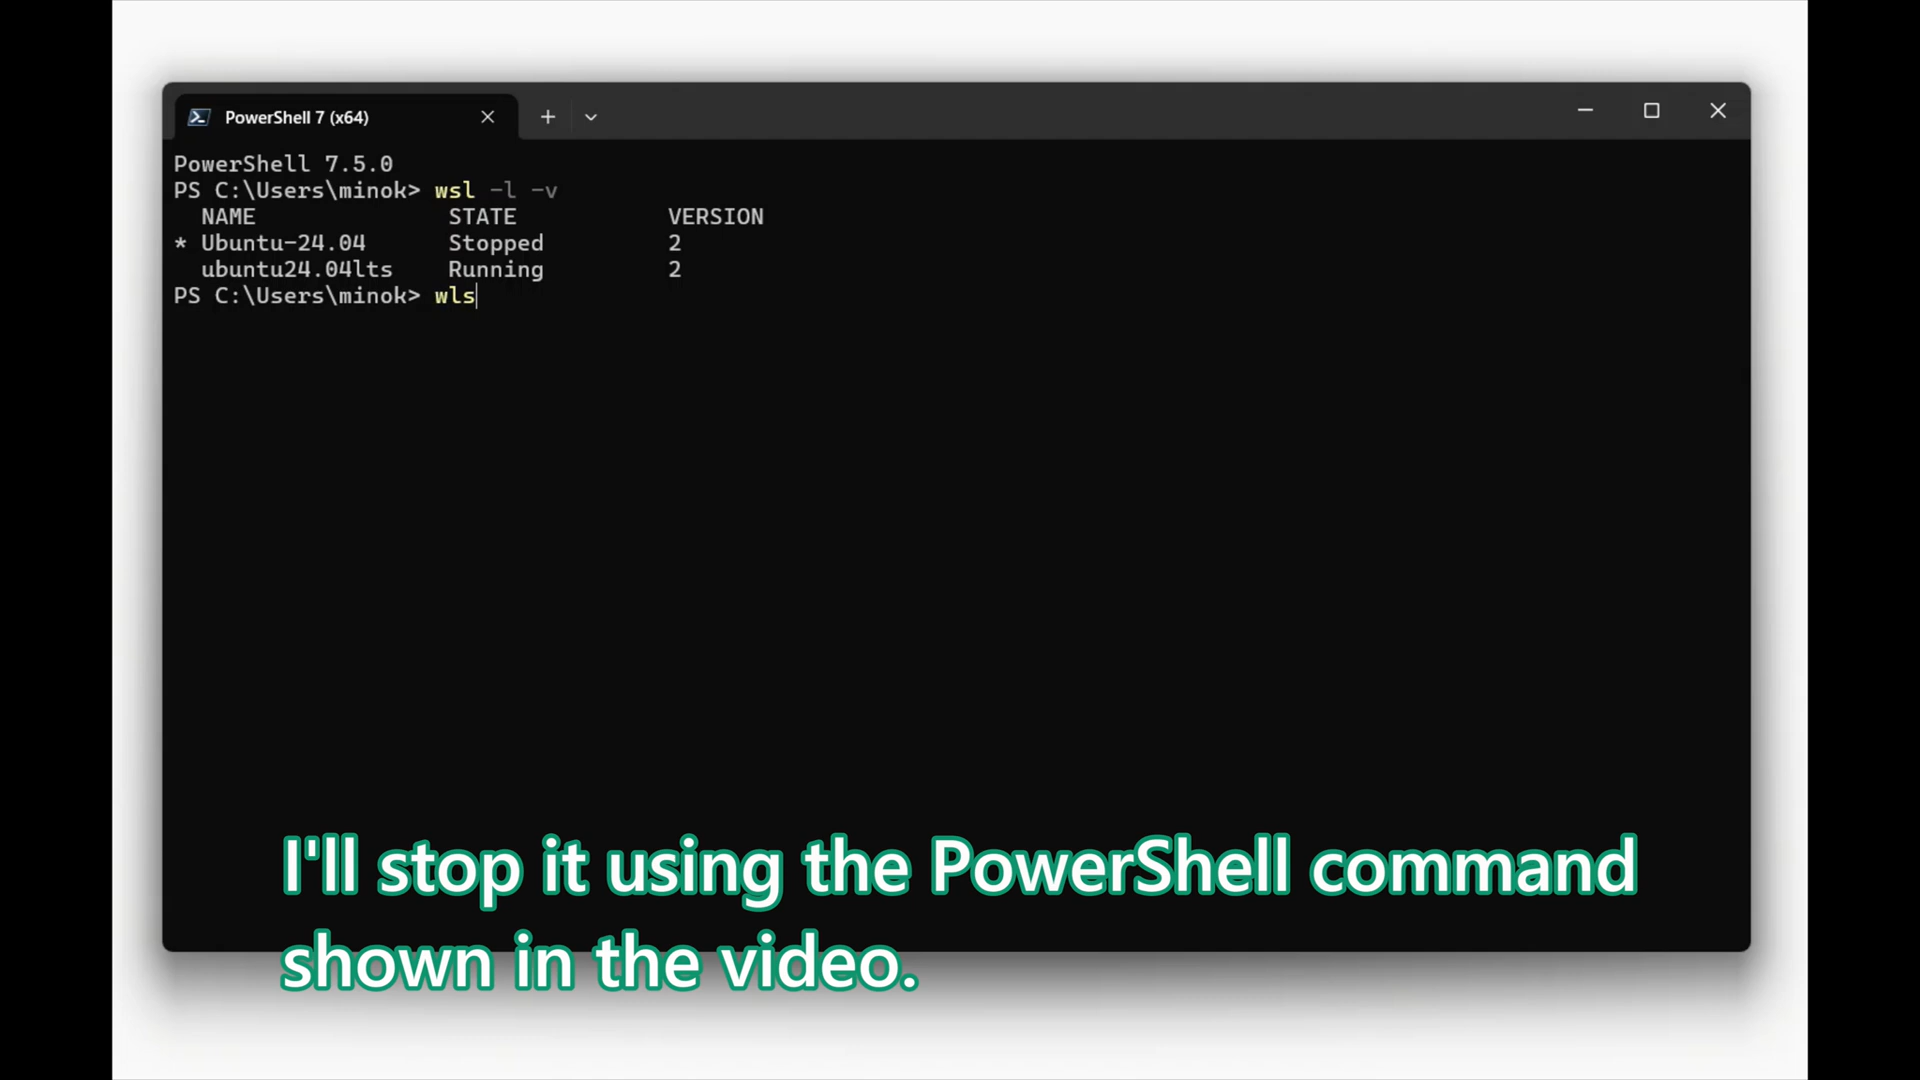 PowerShell 7 (x64)
PowerShell 7.5.0
PS C:\Users\minok> wsl -l -v
NAME STATE VERSION
* Ubuntu-24.04 Stopped 2
ubuntu24.04lts Running 2
PS C:\Users\minok> wls
I'll stop it using the PowerShell command
shown in the video.